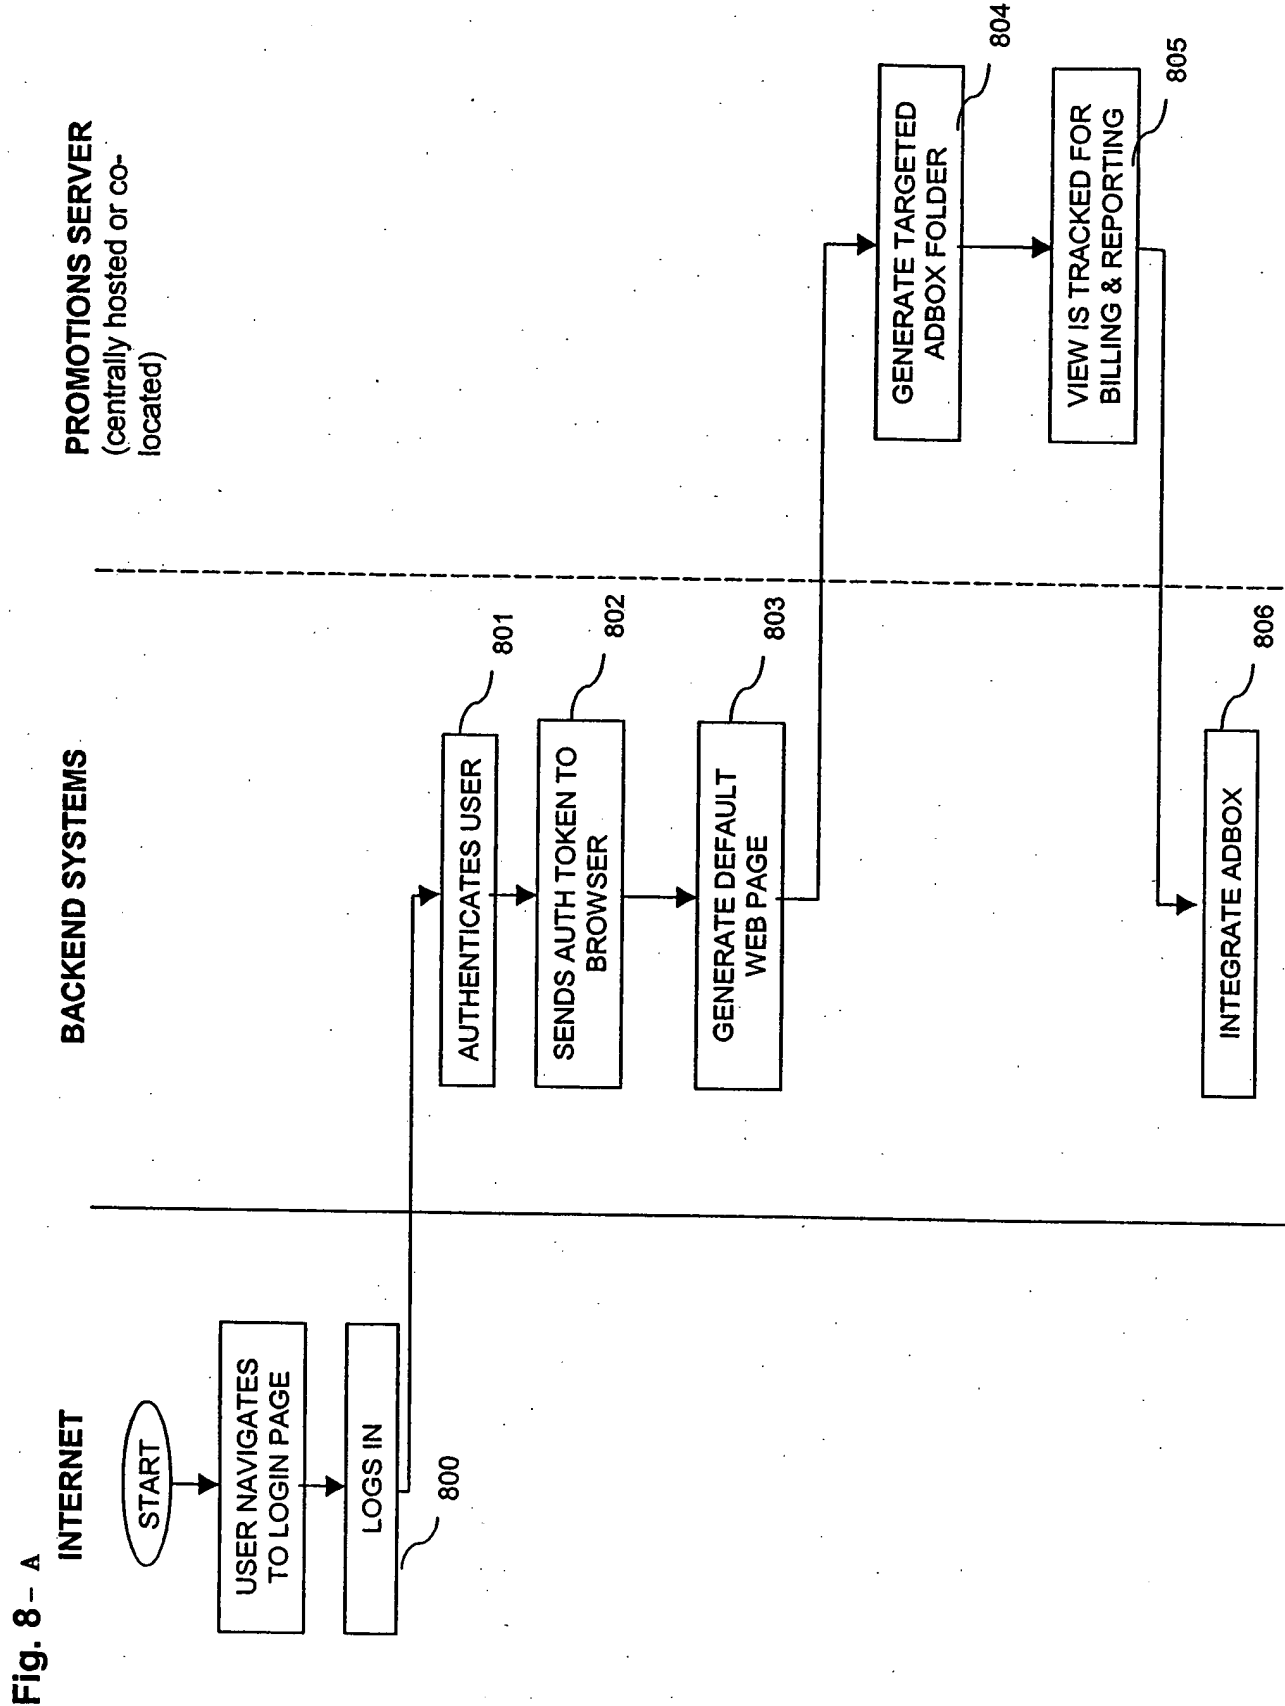 Fig. 8- A
INTERNET
BACKEND SYSTEMS
PROMOTIONS SERVER
(centrally hosted or co-
located)
START
USER NAVIGATES
TO LOGIN PAGE
LOGS IN
800
AUTHENTICATES USER
801
SENDS AUTH TOKEN TO
BROWSER
802
GENERATE DEFAULT
WEB PAGE
803
GENERATE TARGETED
ADBOX FOLDER
804
VIEW IS TRACKED FOR
BILLING & REPORTING
805
INTEGRATE ADBOX
806